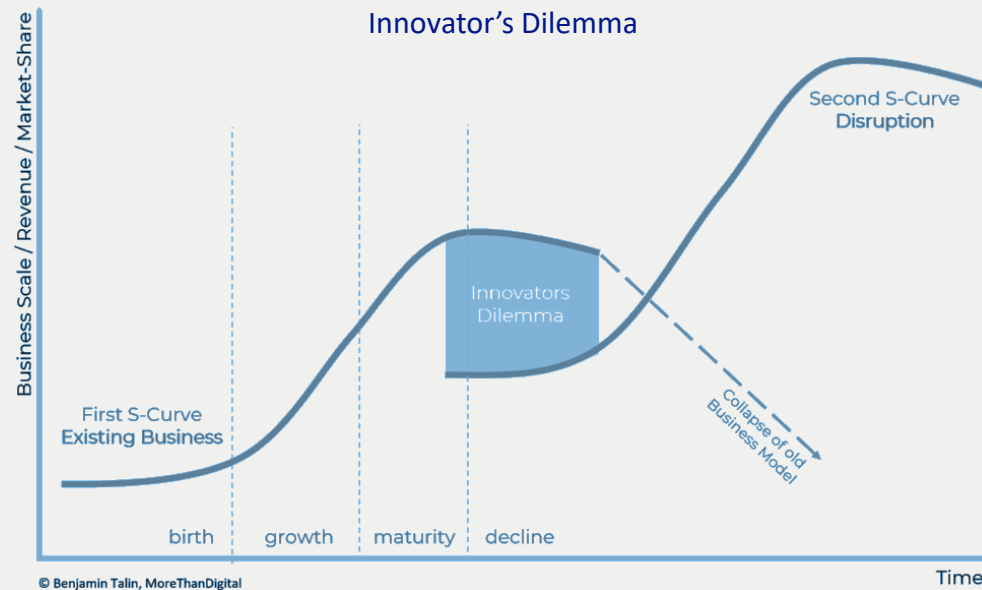 Innovator's Dilemma
Business Scale / Revenue / Market-Share
Second S-Curve
Disruption
Innovators
Dilemma
First S-Curve
Existing Business
Collapse of old
Business Model
birth
growth
maturity
decline
Time
© Benjamin Talin, MoreThanDigital